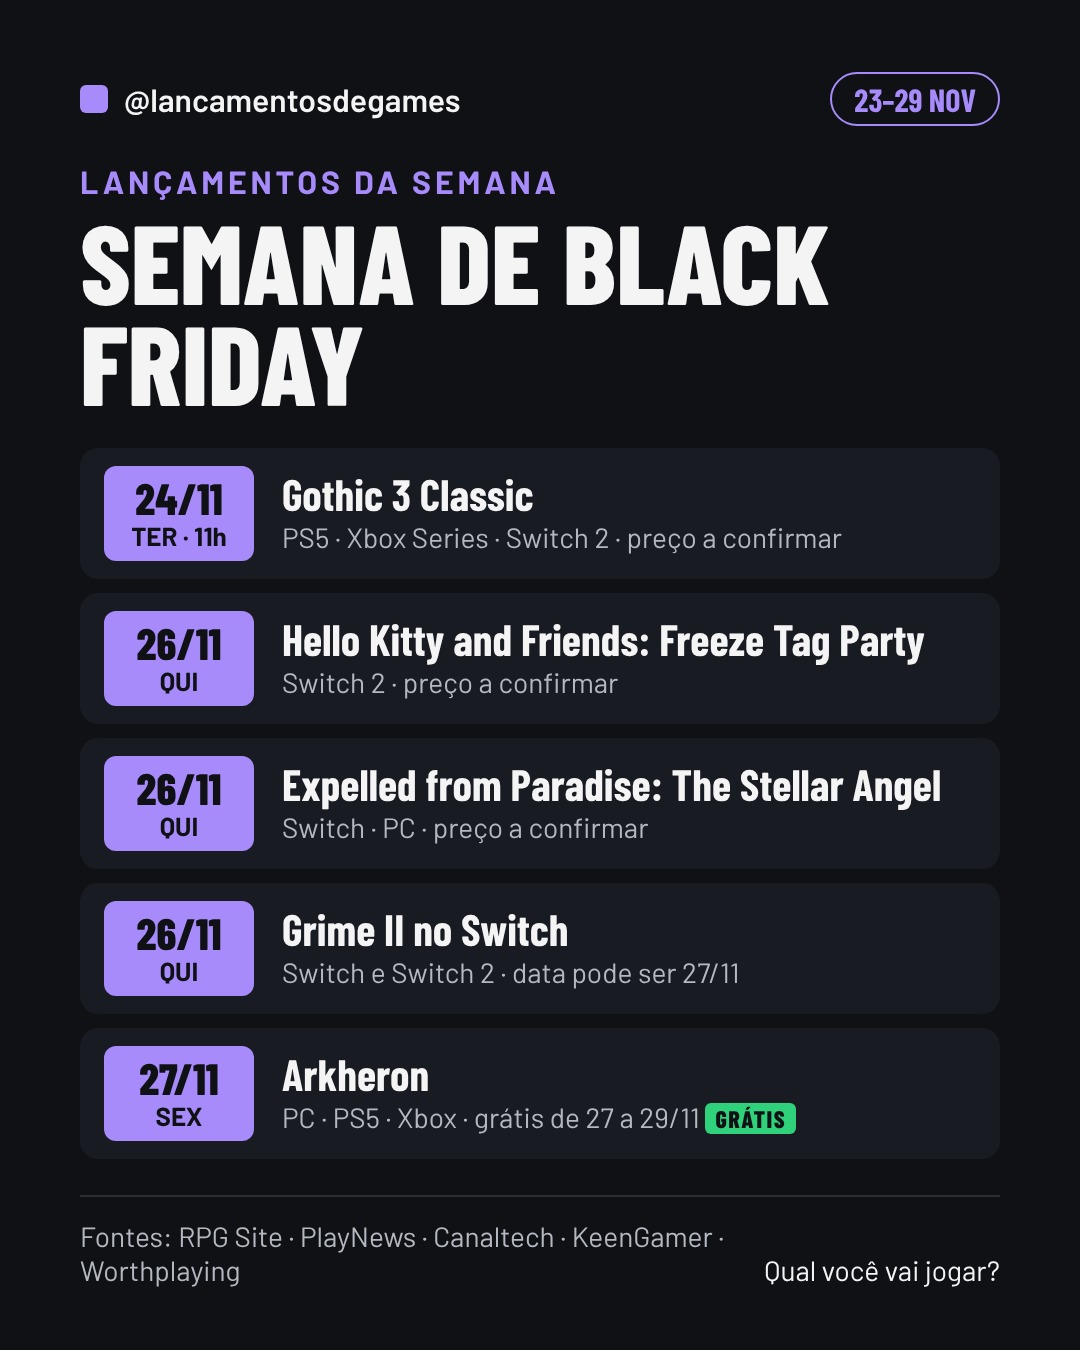 @lancamentosdegames
23–29 NOV
LANÇAMENTOS DA SEMANA
SEMANA DE BLACK
FRIDAY
24/11
TER · 11h
Gothic 3 Classic
PS5 · Xbox Series · Switch 2 · preço a confirmar
26/11
QUI
Hello Kitty and Friends: Freeze Tag Party
Switch 2 · preço a confirmar
26/11
QUI
Expelled from Paradise: The Stellar Angel
Switch · PC · preço a confirmar
26/11
QUI
Grime II no Switch
Switch e Switch 2 · data pode ser 27/11
27/11
SEX
Arkheron
PC · PS5 · Xbox · grátis de 27 a 29/11 GRÁTIS
Fontes: RPG Site · PlayNews · Canaltech · KeenGamer ·
Worthplaying
Qual você vai jogar?